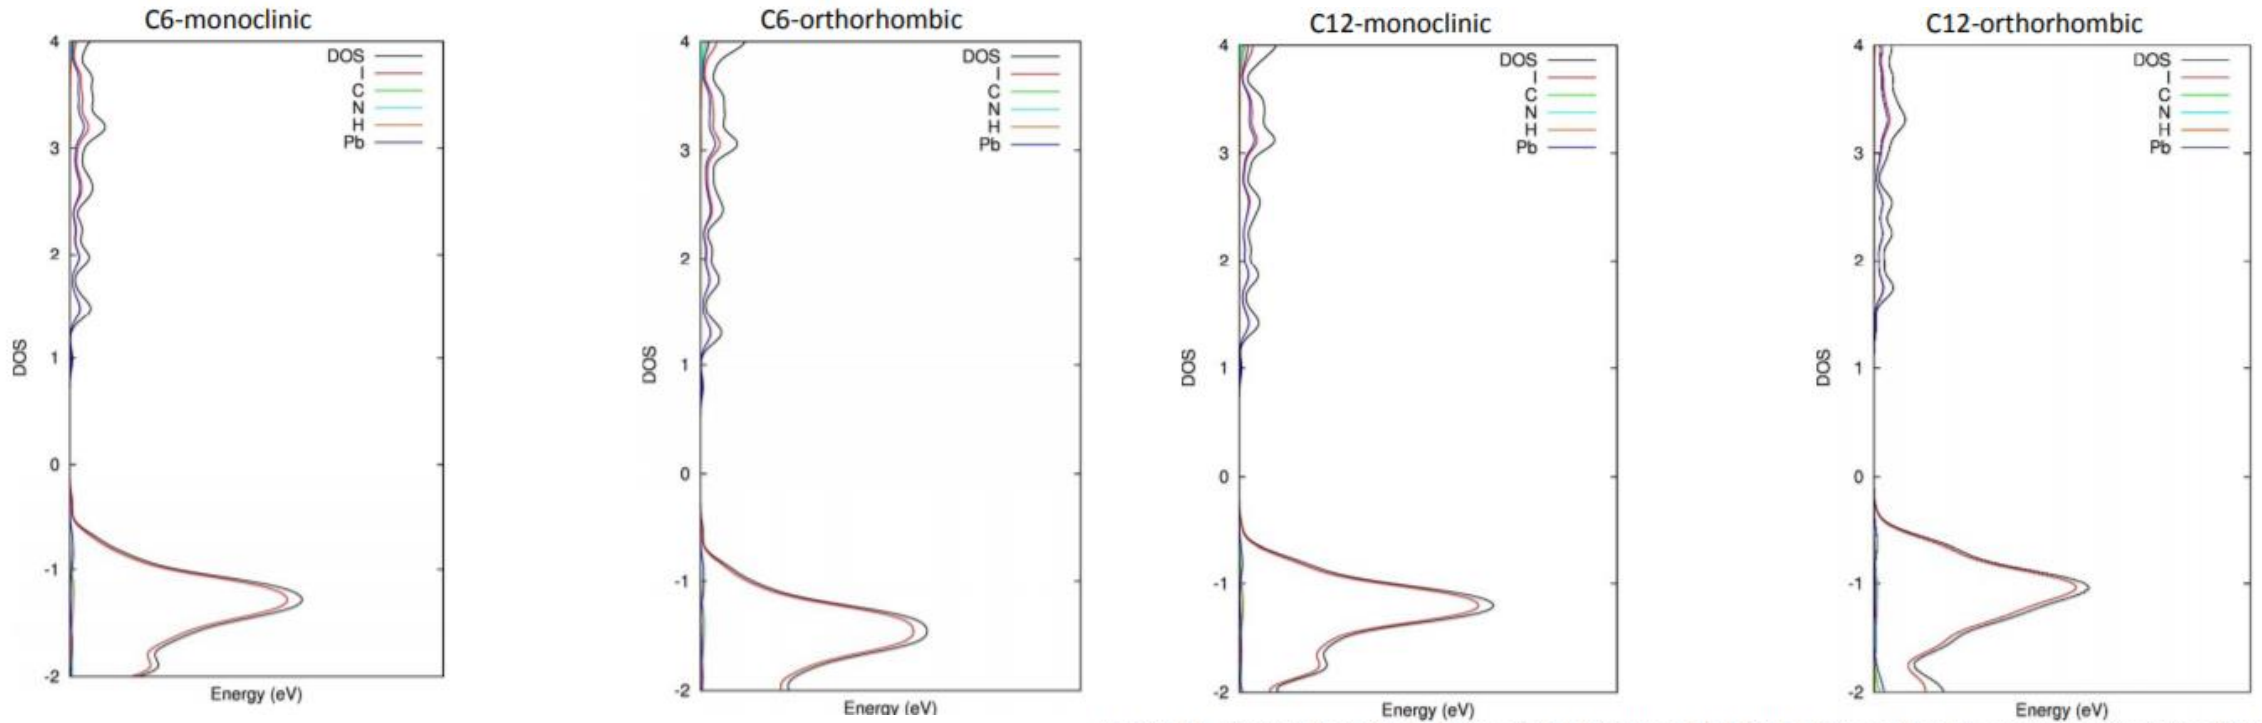 C6-monoclinic
4
3
2
1
0
-1
-2
DOS
DOS
I
C
N
H
Pb
Energy (eV)
C6-orthorhombic
4
3
2
1
0
-1
-2
DOS
DOS
I
C
N
H
Pb
Energy (eV)
C12-monoclinic
4
3
2
1
0
-1
-2
DOS
DOS
I
C
N
H
Pb
Energy (eV)
C12-orthorhombic
4
3
2
1
0
-1
-2
DOS
DOS
I
C
N
H
Pb
Energy (eV)